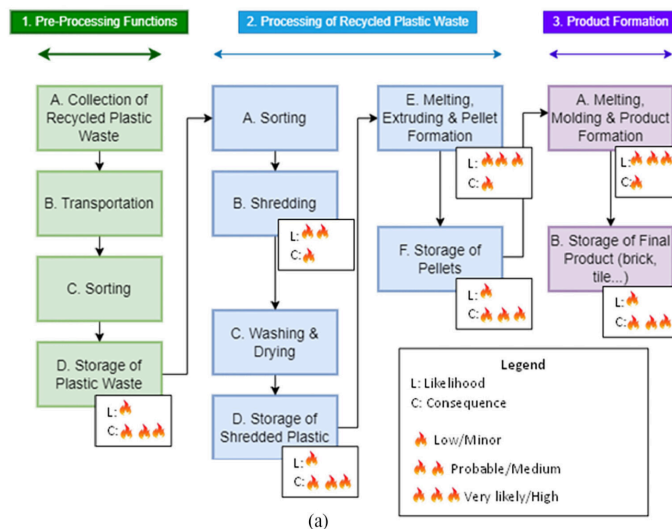 1. Pre-Processing Functions
2. Processing of Recycled Plastic Waste
3. Product Formation
A. Collection of
Recycled Plastic
Waste
B. Transportation
C. Sorting
D. Storage of
Plastic Waste
L:
C:
A. Sorting
B. Shredding
L:
C:
C. Washing &
Drying
D. Storage of
Shredded Plastic
L:
C:
E. Melting,
Extruding & Pellet
Formation
L:
C:
F. Storage of
Pellets
L:
C:
A. Melting,
Molding & Product
Formation
L:
C:
B. Storage of Final
Product (brick,
tile...)
L:
C:
Legend
L: Likelihood
C: Consequence
Low/Minor
Probable/Medium
Very likely/High
(a)